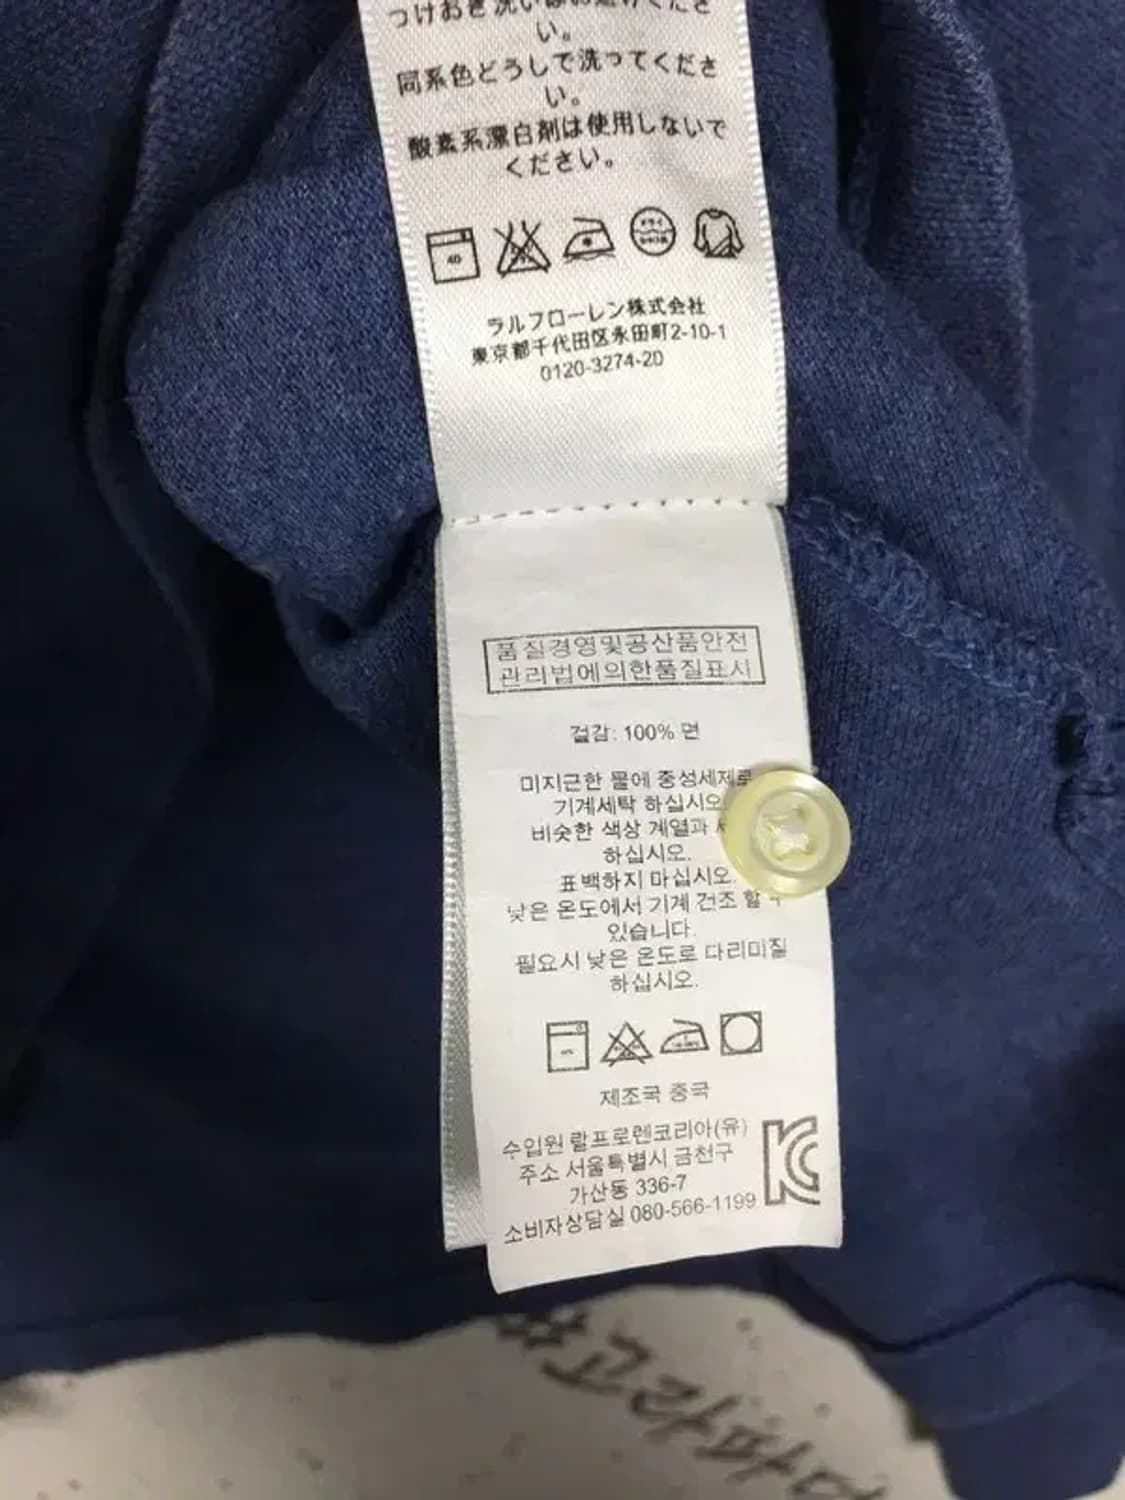 い。
同系色どうしで洗ってくださ
い。
酸素系漂白剤は使用しないで
ください。
40
ドライ
ラルフローレン株式会社
東京都千代田区永田町2-10-1
0120-3274-20
품질경영및공산품안전
관리법에의한품질표시
겉감: 100% 면
미지근한 물에 중성세제로
기계세탁 하십시오
비슷한 색상 계열과
하십시오.
표백하지 마십시오.
낮은 온도에서 기계 건조 할 수
있습니다.
필요시 낮은 온도로 다리미질
하십시오.
제조국 중국
수입원 랄프로렌코리아(유)
주소 서울특별시 금천구
가산동 336-7
소비자상담실 080-566-1199